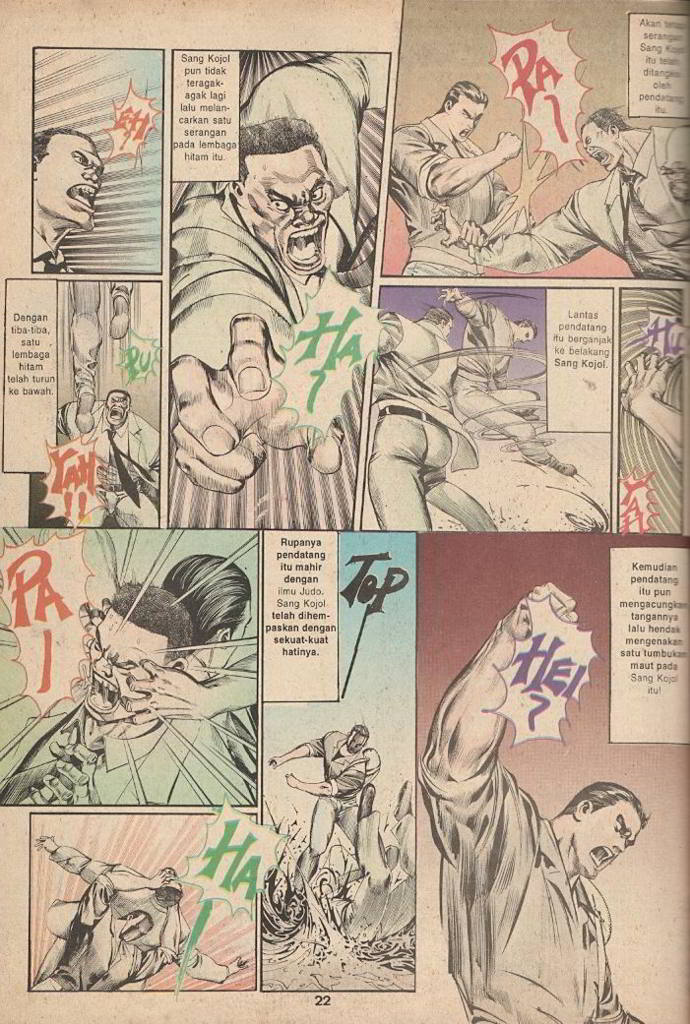 EH!
Sang Kojol
pun tidak
teragak-
agak lagi
lalu melan-
carkan satu
serangan
pada lembaga
hitam itu.
HA!
PA!
Akan
serangan
Sang Kojol
itu telah
ditangkis
oleh
pendatang
itu.
Dengan
tiba-tiba,
satu
lembaga
hitam
telah turun
ke bawah.
PU
YAH
!!
Lantas
pendatang
itu berganjak
ke belakang
Sang Kojol.
HU
YA
PA!
Rupanya
pendatang
itu mahir
dengan
ilmu Judo.
Sang Kojol
telah dihem-
paskan dengan
sekuat-kuat
hatinya.
TOP
HA!
HEI
?
Kemudian
pendatang
itu pun
mengacungkan
tangannya
lalu hendak
mengenakan
satu tumbukan
maut pada
Sang Kojol
itu!
22